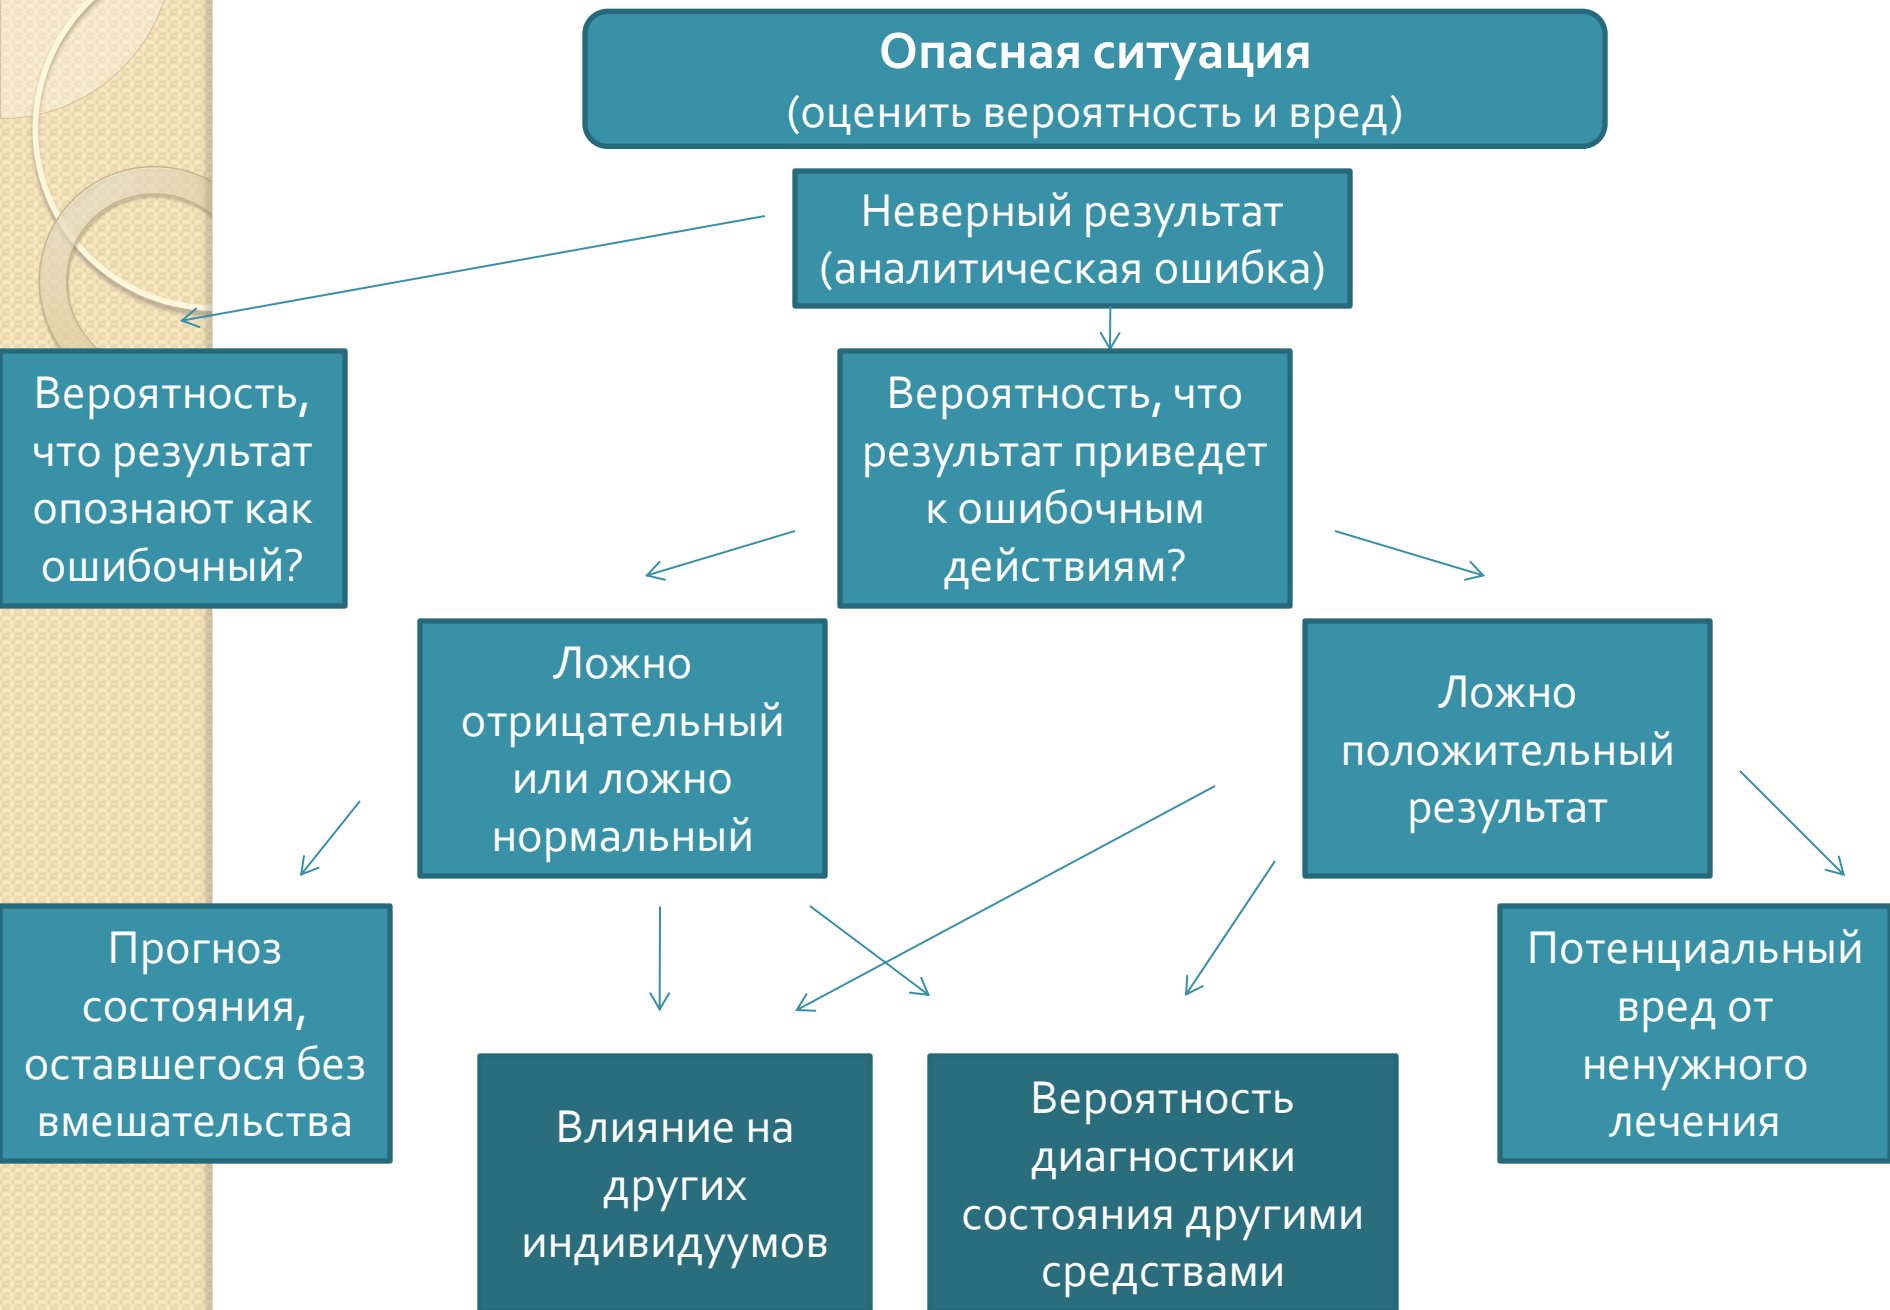 Опасная ситуация
(оценить вероятность и вред)
Неверный результат
(аналитическая ошибка)
Вероятность,
что результат
опознают как
ошибочный?
Вероятность, что
результат приведет
к ошибочным
действиям?
Ложно
отрицательный
или ложно
нормальный
Ложно
положительный
результат
Прогноз
состояния,
оставшегося без
вмешательства
Влияние на
других
индивидуумов
Вероятность
диагностики
состояния другими
средствами
Потенциальный
вред от
ненужного
лечения